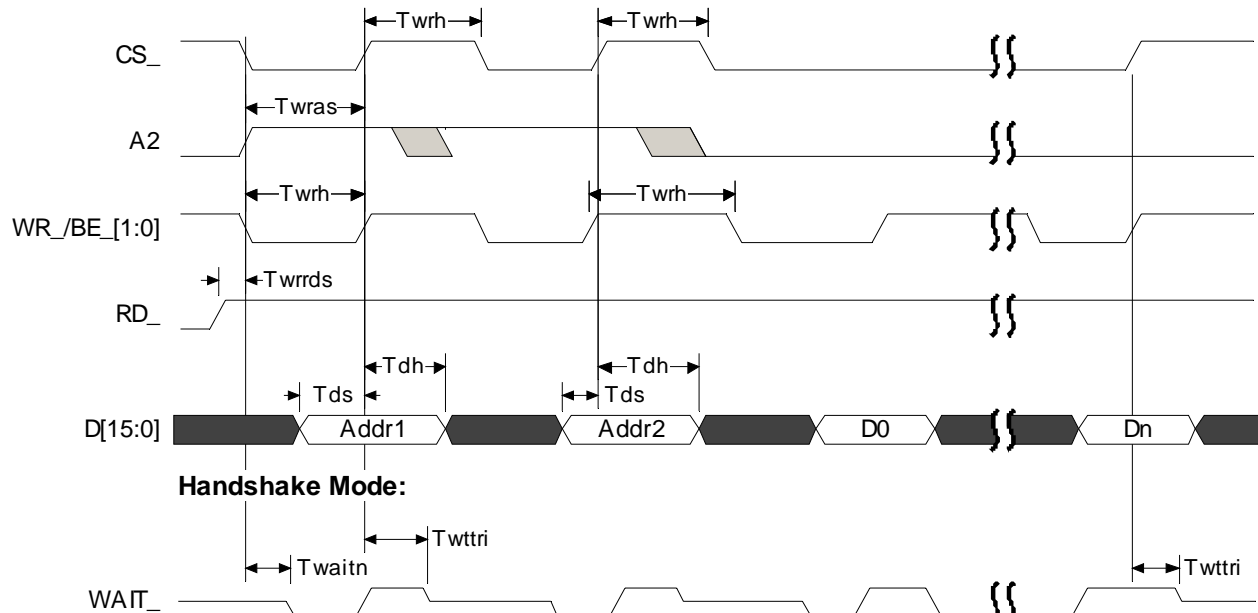 Twrh Twrh
CS_
Twras
A2
Twrh Twrh
WR_/BE_[1:0]
Twrrds
RD_
Tdh Tdh
Tds Tds
D[15:0] Addr1 Addr2 D0 Dn
Handshake Mode:
Twttri
Twaitn Twttri
WAIT_